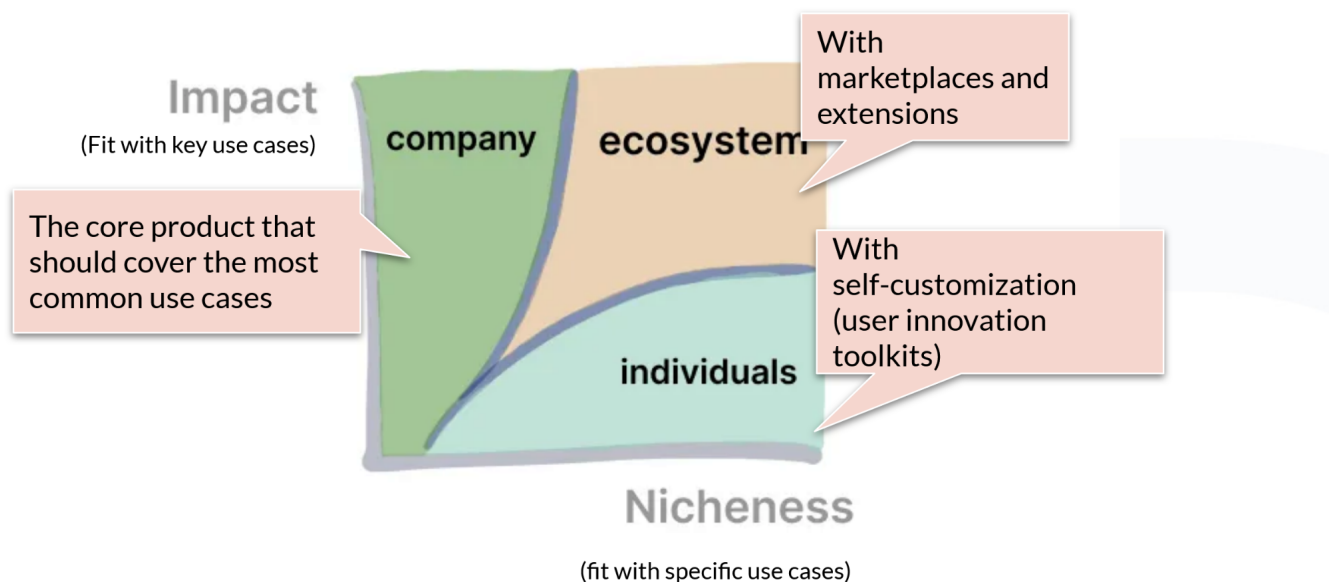 Impact
(Fit with key use cases)
company
ecosystem
With
marketplaces and
extensions
The core product that
should cover the most
common use cases
With
self-customization
(user innovation
toolkits)
individuals
Nicheness
(fit with specific use cases)